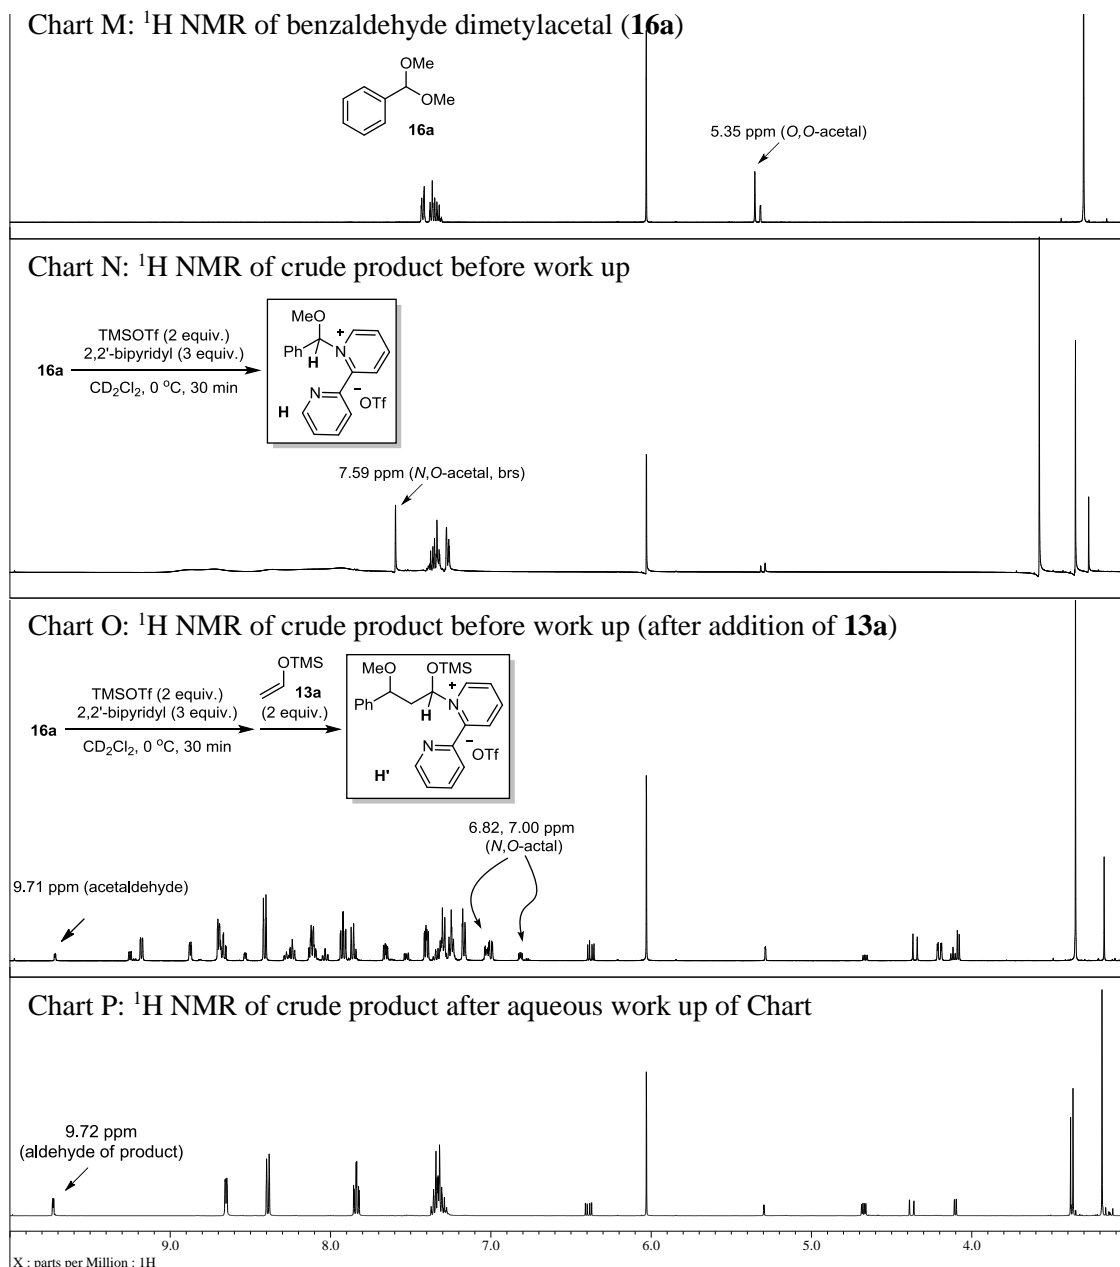 Chart M: ¹H NMR of benzaldehyde dimetylacetal (16a)
OMe
OMe
16a
5.35 ppm (O,O-acetal)
Chart N: ¹H NMR of crude product before work up
16a
TMSOTf (2 equiv.)
2,2'-bipyridyl (3 equiv.)
CD₂Cl₂, 0 °C, 30 min
MeO
+
Ph
N
H
N
−
OTf
H
7.59 ppm (N,O-acetal, brs)
Chart O: ¹H NMR of crude product before work up (after addition of 13a)
16a
TMSOTf (2 equiv.)
2,2'-bipyridyl (3 equiv.)
CD₂Cl₂, 0 °C, 30 min
OTMS
13a
(2 equiv.)
MeO
OTMS
+
Ph
N
H
N
−
OTf
H'
6.82, 7.00 ppm
(N,O-actal)
9.71 ppm (acetaldehyde)
Chart P: ¹H NMR of crude product after aqueous work up of Chart
9.72 ppm
(aldehyde of product)
9.0 8.0 7.0 6.0 5.0 4.0
X : parts per Million : 1H